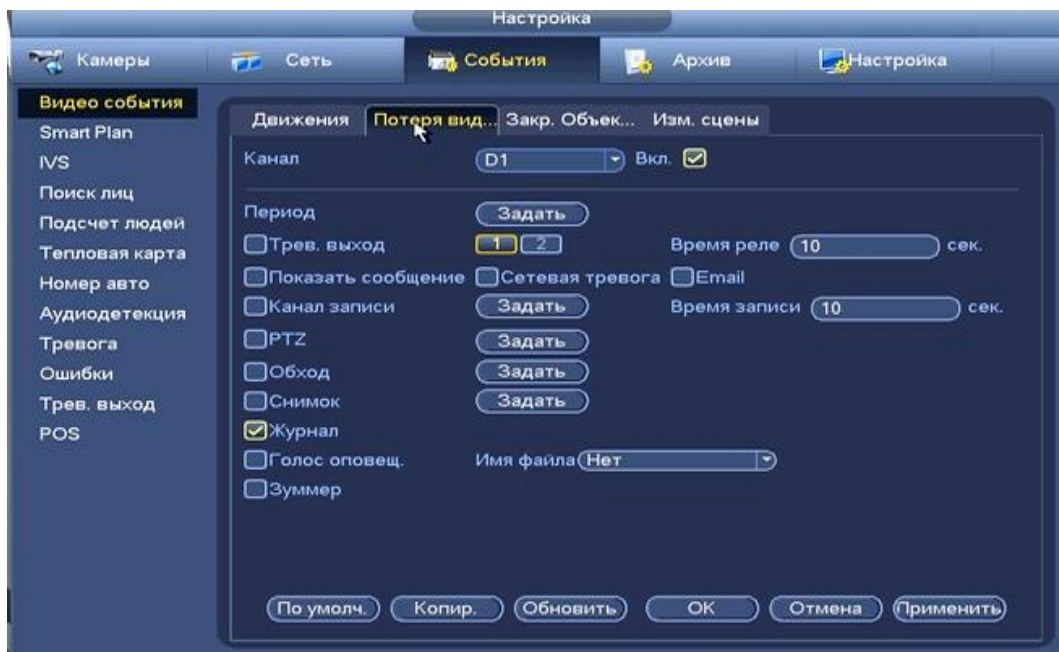 Настройка
Камеры Сеть События Архив Настройка
Видео события
Smart Plan
IVS
Поиск лиц
Подсчет людей
Тепловая карта
Номер авто
Аудиодетекция
Тревога
Ошибки
Трев. выход
POS
Движения Потеря вид... Закр. Объек... Изм. сцены
Канал D1 Вкл.
Период Задать
Трев. выход 1 2 Время реле 10 сек.
Показать сообщение Сетевая тревога Email
Канал записи Задать Время записи 10 сек.
PTZ Задать
Обход Задать
Снимок Задать
Журнал
Голос оповещ. Имя файла Нет
Зуммер
По умолч. Копир. Обновить OK Отмена Применить